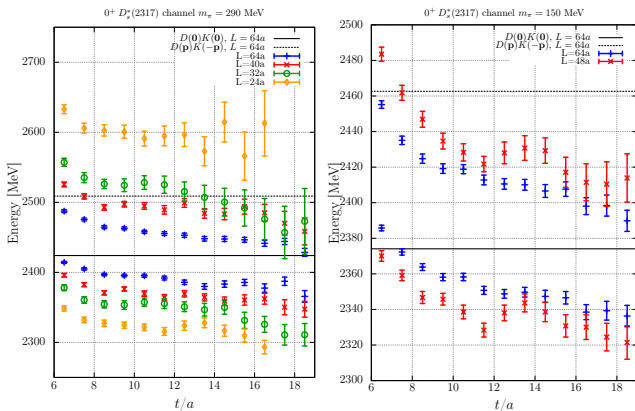 0⁺ D*ₛ(2317) channel m_π = 290 MeV
D(0)K(0), L = 64a
D(p)K(−p), L = 64a
L=64a
L=40a
L=32a
L=24a
Energy [MeV]
2700
2600
2500
2400
2300
6 8 10 12 14 16 18
t/a
0⁺ D*ₛ(2317) channel m_π = 150 MeV
D(0)K(0), L = 64a
D(p)K(−p), L = 64a
L=64a
L=48a
Energy [MeV]
2500
2480
2460
2440
2420
2400
2380
2360
2340
2320
2300
6 8 10 12 14 16 18
t/a